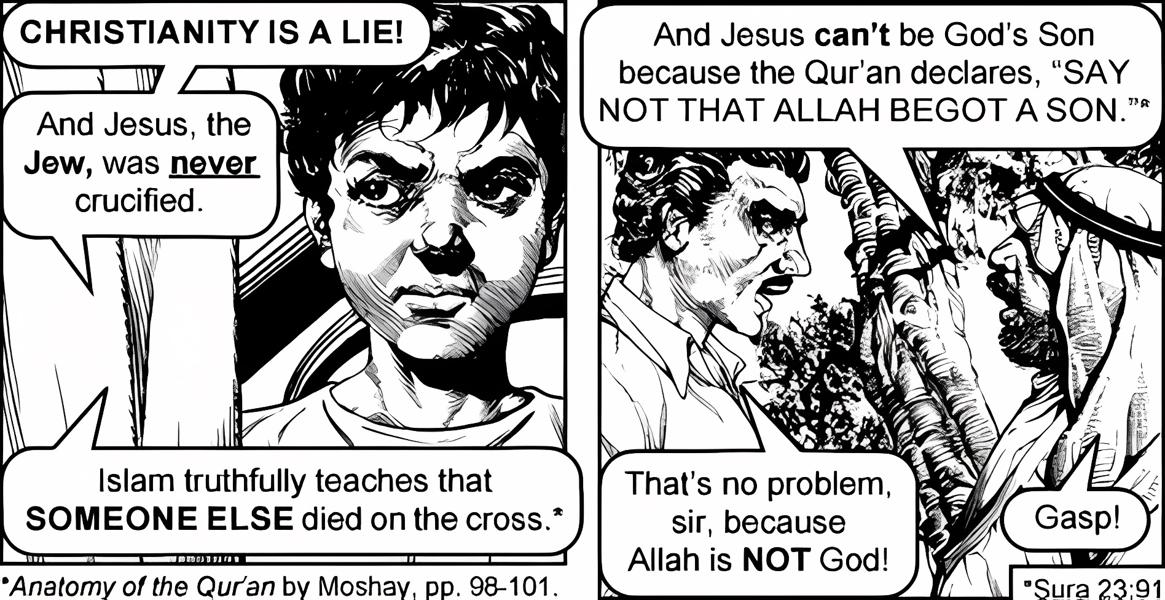 CHRISTIANITY IS A LIE!
And Jesus, the
Jew, was never
crucified.
Islam truthfully teaches that
SOMEONE ELSE died on the cross.*
*Anatomy of the Qur'an by Moshay, pp. 98-101.
And Jesus can't be God's Son
because the Qur'an declares, "SAY
NOT THAT ALLAH BEGOT A SON."*
That's no problem,
sir, because
Allah is NOT God!
Gasp!
*Sura 23:91